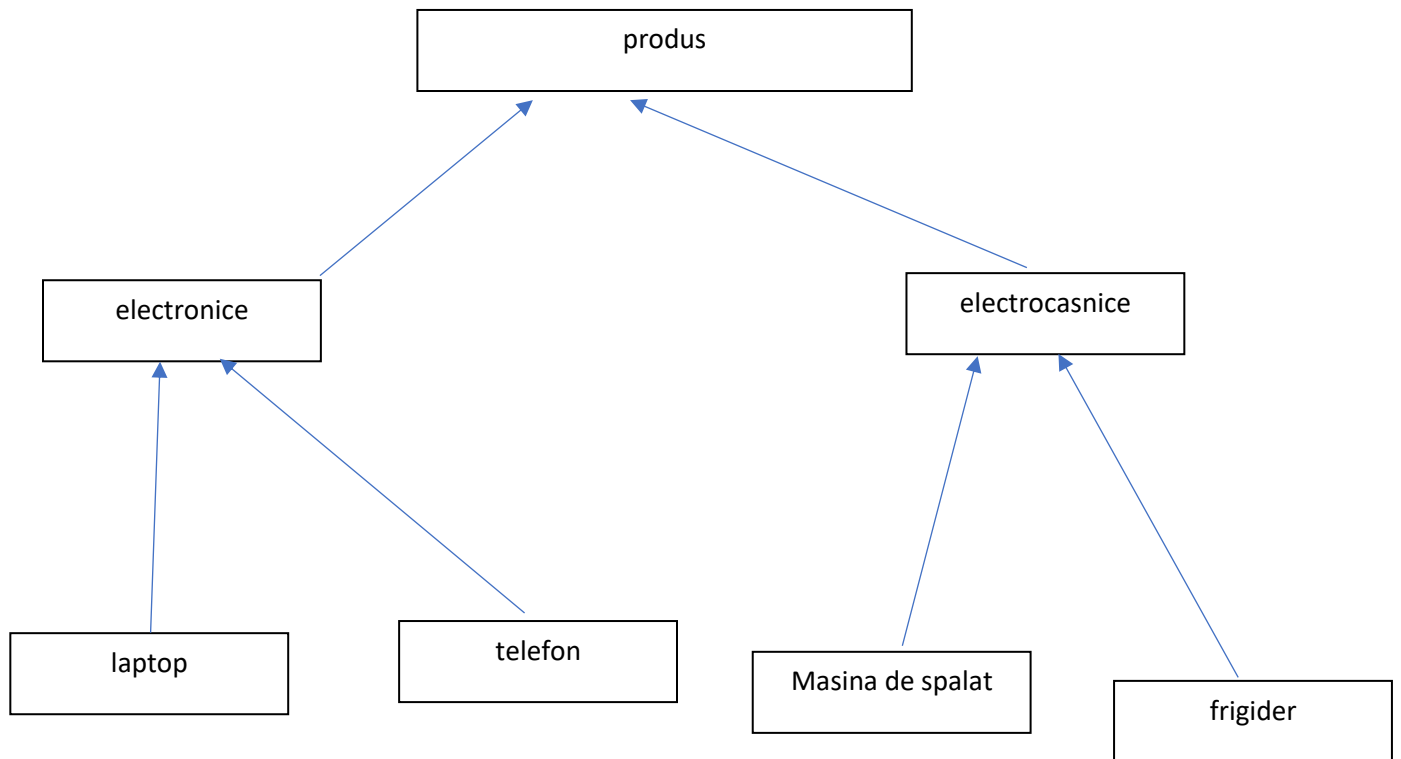 produs
electronice
electrocasnice
laptop
telefon
Masina de spalat
frigider